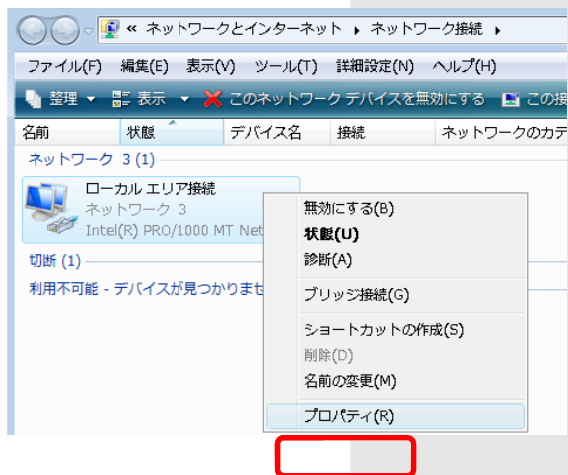 « ネットワークとインターネット ▸ ネットワーク接続 ▸
ファイル(F) 編集(E) 表示(V) ツール(T) 詳細設定(N) ヘルプ(H)
整理 表示 このネットワーク デバイスを無効にする この接
名前 状態 デバイス名 接続 ネットワークのカテ
ネットワーク 3 (1)
ローカル エリア接続
ネットワーク 3
Intel(R) PRO/1000 MT Net
切断 (1)
利用不可能 - デバイスが見つかりませ
無効にする(B)
状態(U)
診断(A)
ブリッジ接続(G)
ショートカットの作成(S)
削除(D)
名前の変更(M)
プロパティ(R)